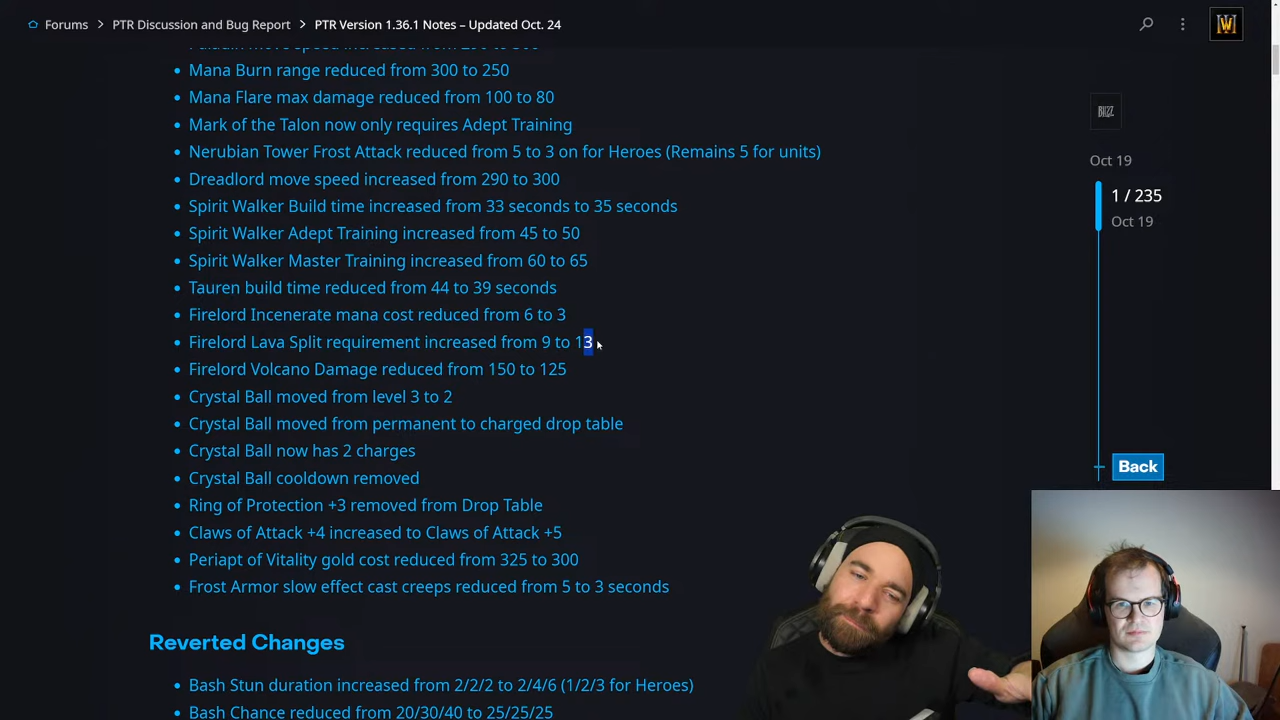 Forums > PTR Discussion and Bug Report > PTR Version 1.36.1 Notes – Updated Oct. 24
Paladin move speed increased from 290 to 300
Mana Burn range reduced from 300 to 250
Mana Flare max damage reduced from 100 to 80
Mark of the Talon now only requires Adept Training
Nerubian Tower Frost Attack reduced from 5 to 3 on for Heroes (Remains 5 for units)
Dreadlord move speed increased from 290 to 300
Spirit Walker Build time increased from 33 seconds to 35 seconds
Spirit Walker Adept Training increased from 45 to 50
Spirit Walker Master Training increased from 60 to 65
Tauren build time reduced from 44 to 39 seconds
Firelord Incenerate mana cost reduced from 6 to 3
Firelord Lava Split requirement increased from 9 to 13
Firelord Volcano Damage reduced from 150 to 125
Crystal Ball moved from level 3 to 2
Crystal Ball moved from permanent to charged drop table
Crystal Ball now has 2 charges
Crystal Ball cooldown removed
Ring of Protection +3 removed from Drop Table
Claws of Attack +4 increased to Claws of Attack +5
Periapt of Vitality gold cost reduced from 325 to 300
Frost Armor slow effect cast creeps reduced from 5 to 3 seconds
Reverted Changes
Bash Stun duration increased from 2/2/2 to 2/4/6 (1/2/3 for Heroes)
Bash Chance reduced from 20/30/40 to 25/25/25
BLIZZ
Oct 19
1 / 235
Oct 19
Back